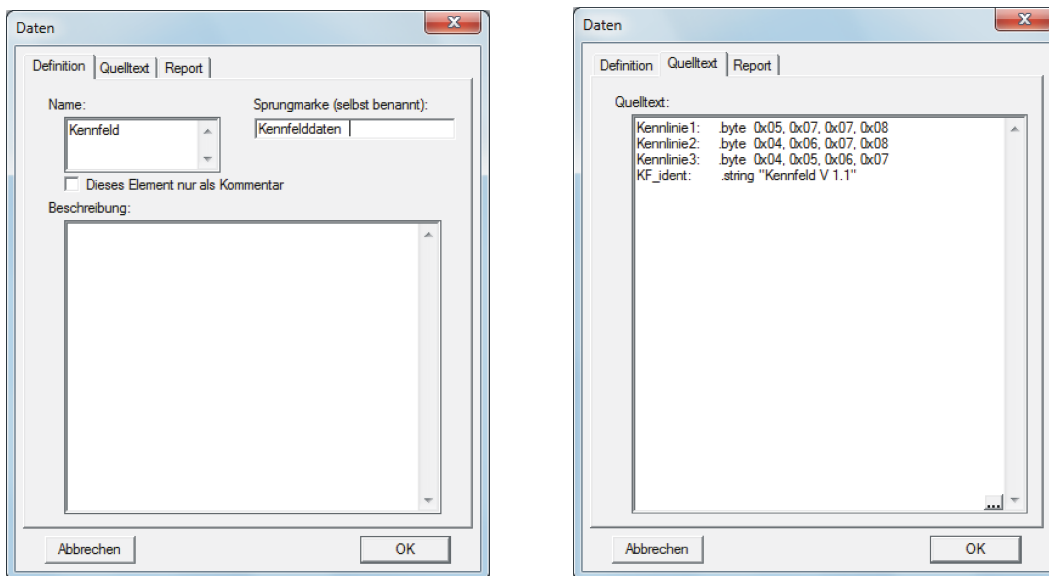 Daten
Definition Quelltext Report
Name: Sprungmarke (selbst benannt):
Kennfeld Kennfelddaten
Dieses Element nur als Kommentar
Beschreibung:
Abbrechen OK
Daten
Definition Quelltext Report
Quelltext:
Kennlinie1: .byte 0x05, 0x07, 0x07, 0x08
Kennlinie2: .byte 0x04, 0x06, 0x07, 0x08
Kennlinie3: .byte 0x04, 0x05, 0x06, 0x07
KF_ident: .string "Kennfeld V 1.1"
...
Abbrechen OK